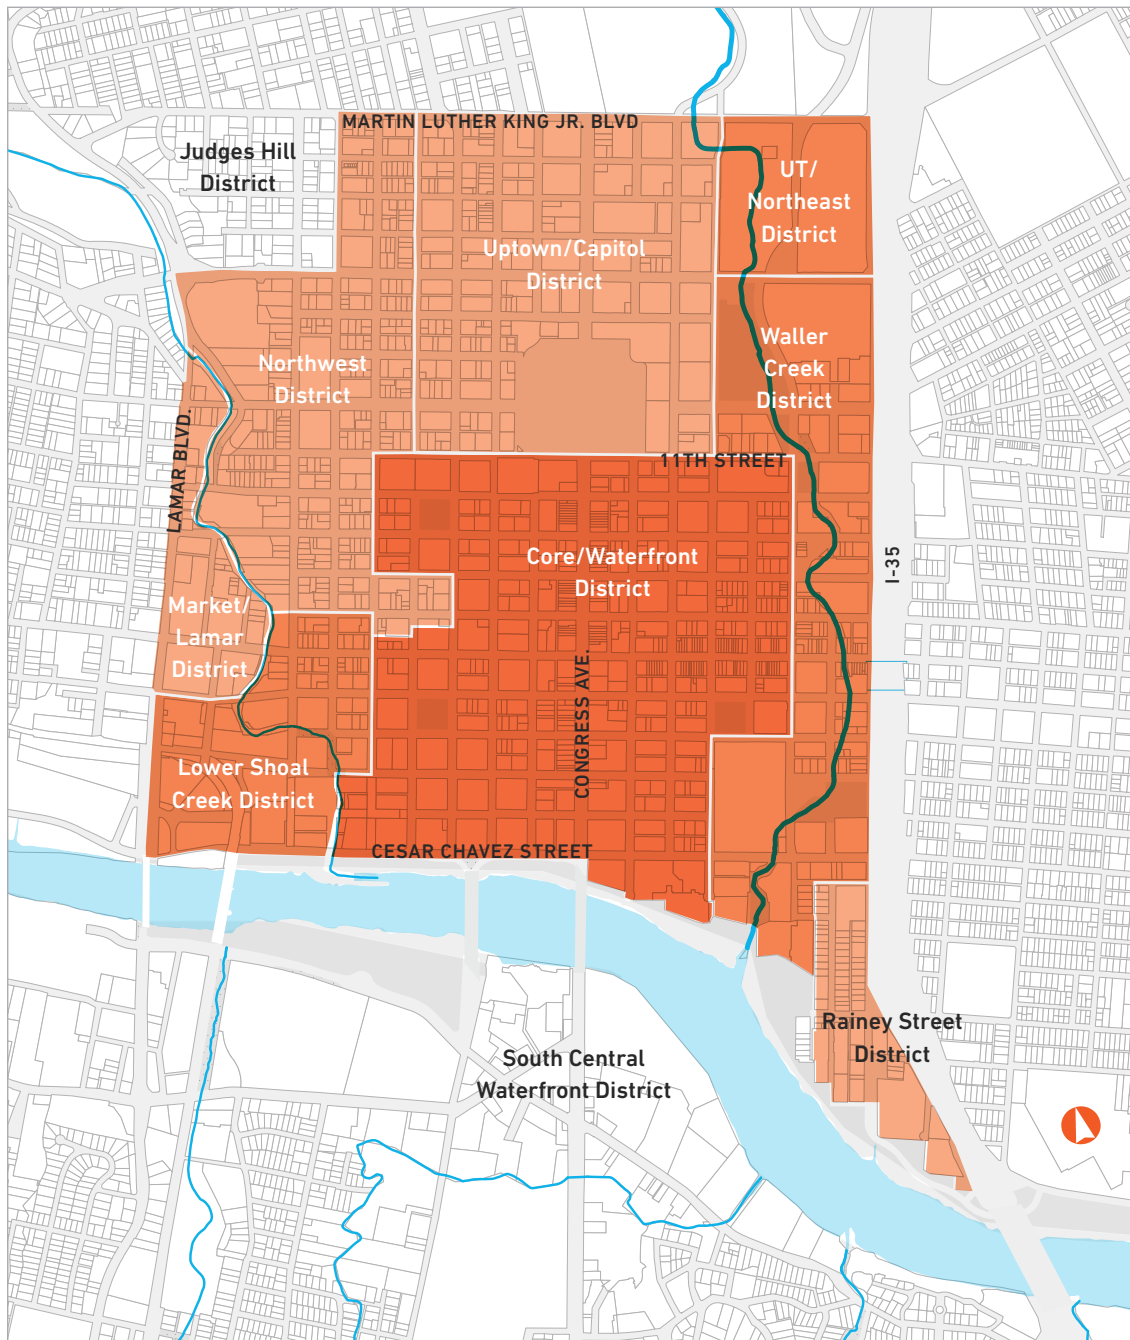 MARTIN LUTHER KING JR. BLVD
Judges Hill
District
UT/
Northeast
District
Uptown/Capitol
District
Waller
Creek
District
Northwest
District
LAMAR BLVD.
11TH STREET
Core/Waterfront
District
I-35
Market/
Lamar
District
CONGRESS AVE.
Lower Shoal
Creek District
CESAR CHAVEZ STREET
Rainey Street
District
South Central
Waterfront District